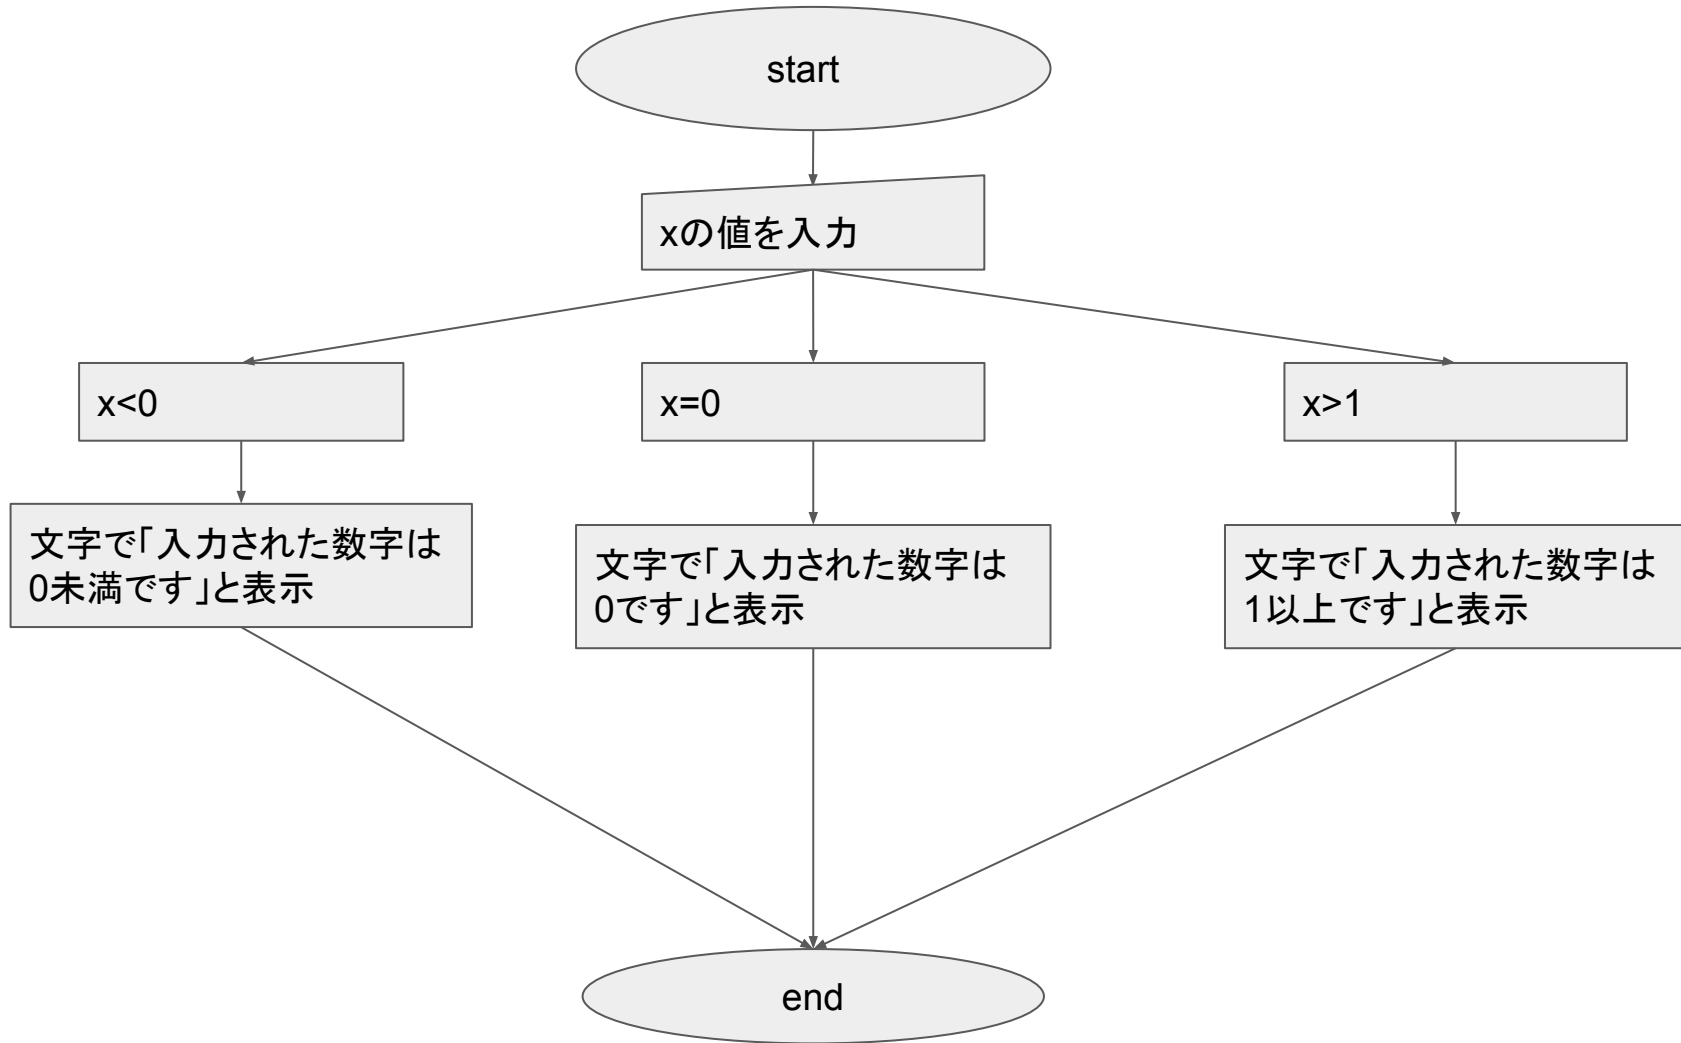 start
xの値を入力
x<0
x=0
x>1
文字で「入力された数字は
0未満です」と表示
文字で「入力された数字は
0です」と表示
文字で「入力された数字は
1以上です」と表示
end